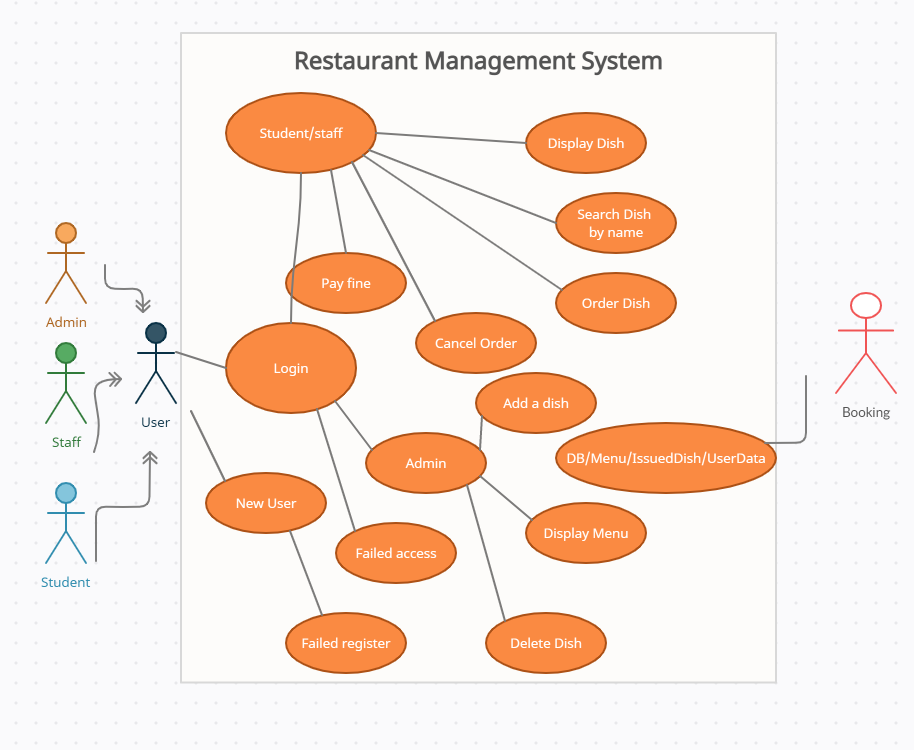 Restaurant Management System
Student/staff
Display Dish
Search Dish
by name
Pay fine
Order Dish
Admin
Cancel Order
Login
Add a dish
Booking
User
Staff
Admin
DB/Menu/IssuedDish/UserData
New User
Display Menu
Failed access
Student
Failed register
Delete Dish